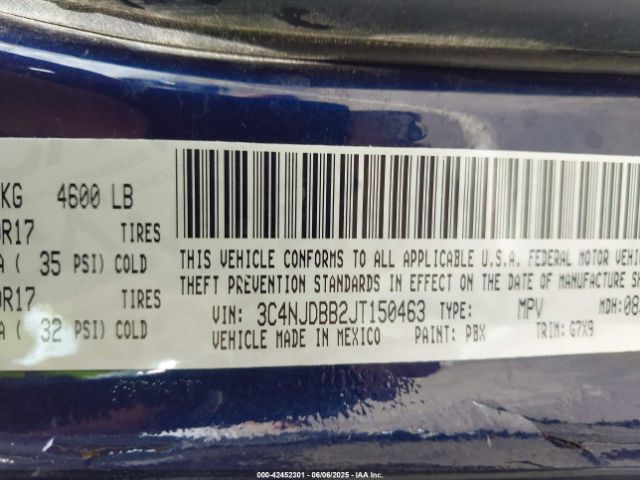 KG 4600 LB
R17 TIRES
( 35 PSI) COLD
R17 TIRES
( 32 PSI) COLD
THIS VEHICLE CONFORMS TO ALL APPLICABLE U.S.A. FEDERAL MOTOR
THEFT PREVENTION STANDARDS IN EFFECT ON THE DATE OF MANUFACTURE
VIN: 3C4NJDBB2JT150463 TYPE: MPV MDH:
VEHICLE MADE IN MEXICO PAINT: PBX TRIM: G7X9
000-42452301 - 06/06/2025 - IAA Inc.